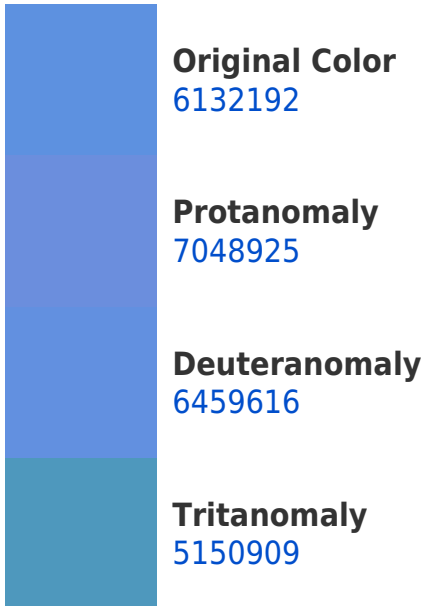 Original Color
6132192
Protanomaly
7048925
Deuteranomaly
6459616
Tritanomaly
5150909